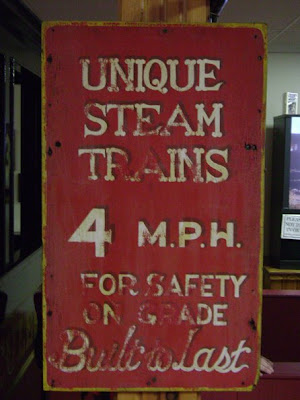 UNIQUE
STEAM
TRAINS
4 M.P.H.
FOR SAFETY
ON GRADE
Built to Last